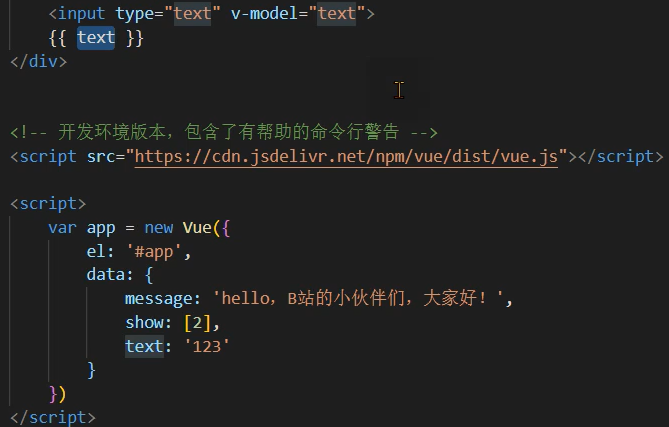 <input type="text" v-model="text">
{{ text }}
</div>
<!-- 开发环境版本，包含了有帮助的命令行警告 -->
<script src="https://cdn.jsdelivr.net/npm/vue/dist/vue.js"></script>
<script>
var app = new Vue({
el: '#app',
data: {
message: 'hello，B站的小伙伴们，大家好！',
show: [2],
text: '123'
}
})
</script>